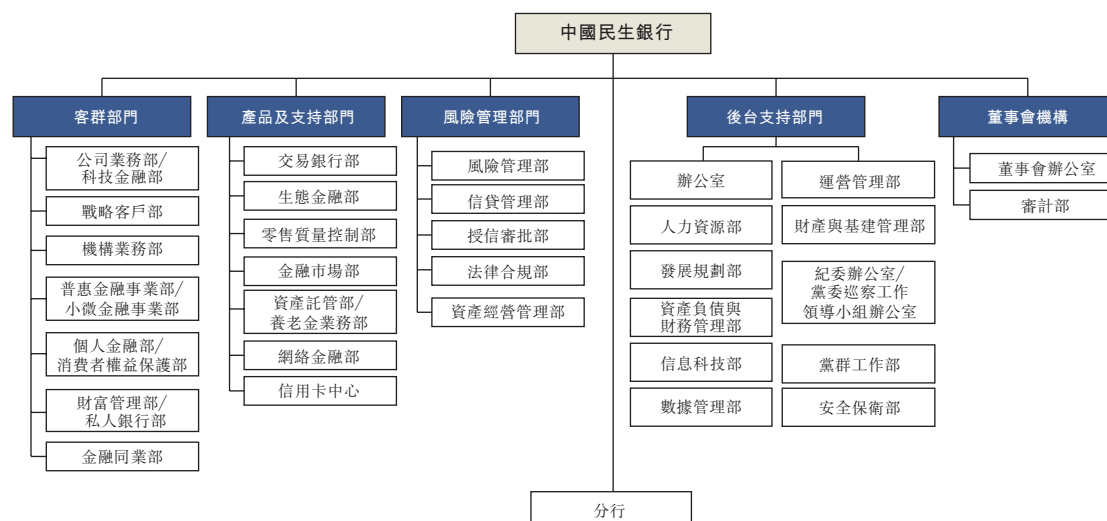 中國民生銀行
客群部門
公司業務部/
科技金融部
戰略客戶部
機構業務部
普惠金融事業部/
小微金融事業部
個人金融部/
消費者權益保護部
財富管理部/
私人銀行部
金融同業部
產品及支持部門
交易銀行部
生態金融部
零售質量控制部
金融市場部
資產託管部/
養老金業務部
網絡金融部
信用卡中心
風險管理部門
風險管理部
信貸管理部
授信審批部
法律合規部
資產經營管理部
後台支持部門
辦公室
人力資源部
發展規劃部
資產負債與
財務管理部
信息科技部
數據管理部
運營管理部
財產與基建管理部
紀委辦公室/
黨委巡察工作
領導小組辦公室
黨群工作部
安全保衛部
董事會機構
董事會辦公室
審計部
分行